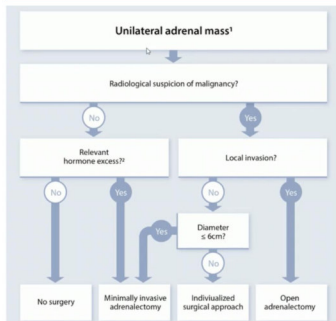 Unilateral adrenal mass¹
Radiological suspicion of malignancy?
No
Yes
Relevant
hormone excess?²
Local invasion?
No
Yes
Yes
No
Yes
Diameter
≤ 6cm?
No
No surgery
Minimally invasive
adrenalectomy
Indiviualized
surgical approach
Open
adrenalectomy